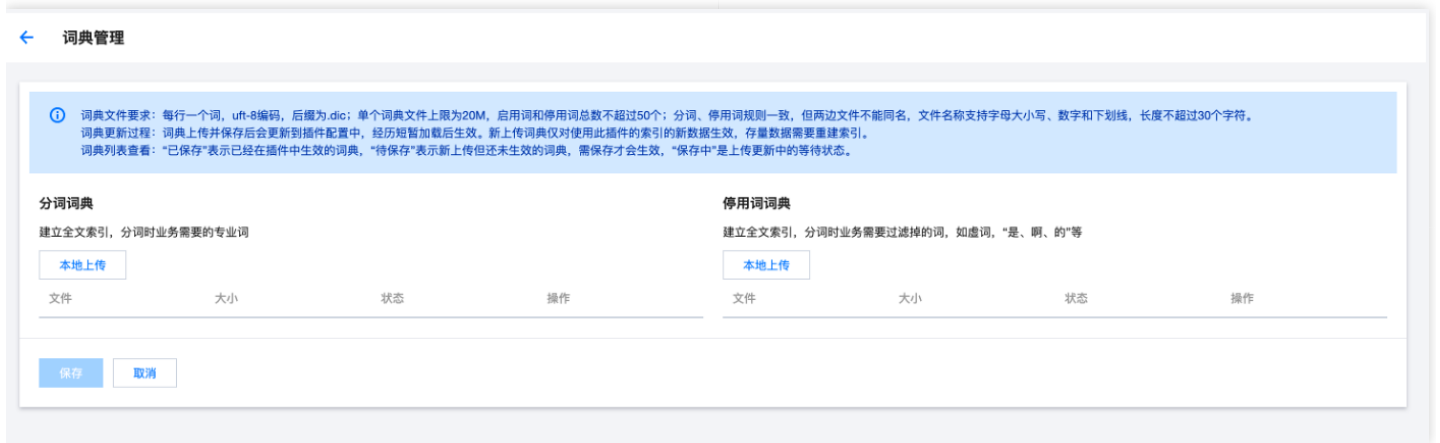 词典管理
词典文件要求：每行一个词，uft-8编码，后缀为.dic；单个词典文件上限为20M，启用词和停用词总数不超过50个；分词、停用词规则一致，但两边文件不能同名，文件名称支持字母大小写、数字和下划线，长度不超过30个字符。
词典更新过程：词典上传并保存后会更新到插件配置中，经历短暂加载后生效。新上传词典仅对使用此插件的索引的新数据生效，存量数据需要重建索引。
词典列表查看：“已保存”表示已经在插件中生效的词典，“待保存”表示新上传但还未生效的词典，需保存才会生效，“保存中”是上传更新中的等待状态。
分词词典
建立全文索引，分词时业务需要的专业词
本地上传
文件 大小 状态 操作
停用词词典
建立全文索引，分词时业务需要过滤掉的词，如虚词，“是、啊、的”等
本地上传
文件 大小 状态 操作
保存 取消